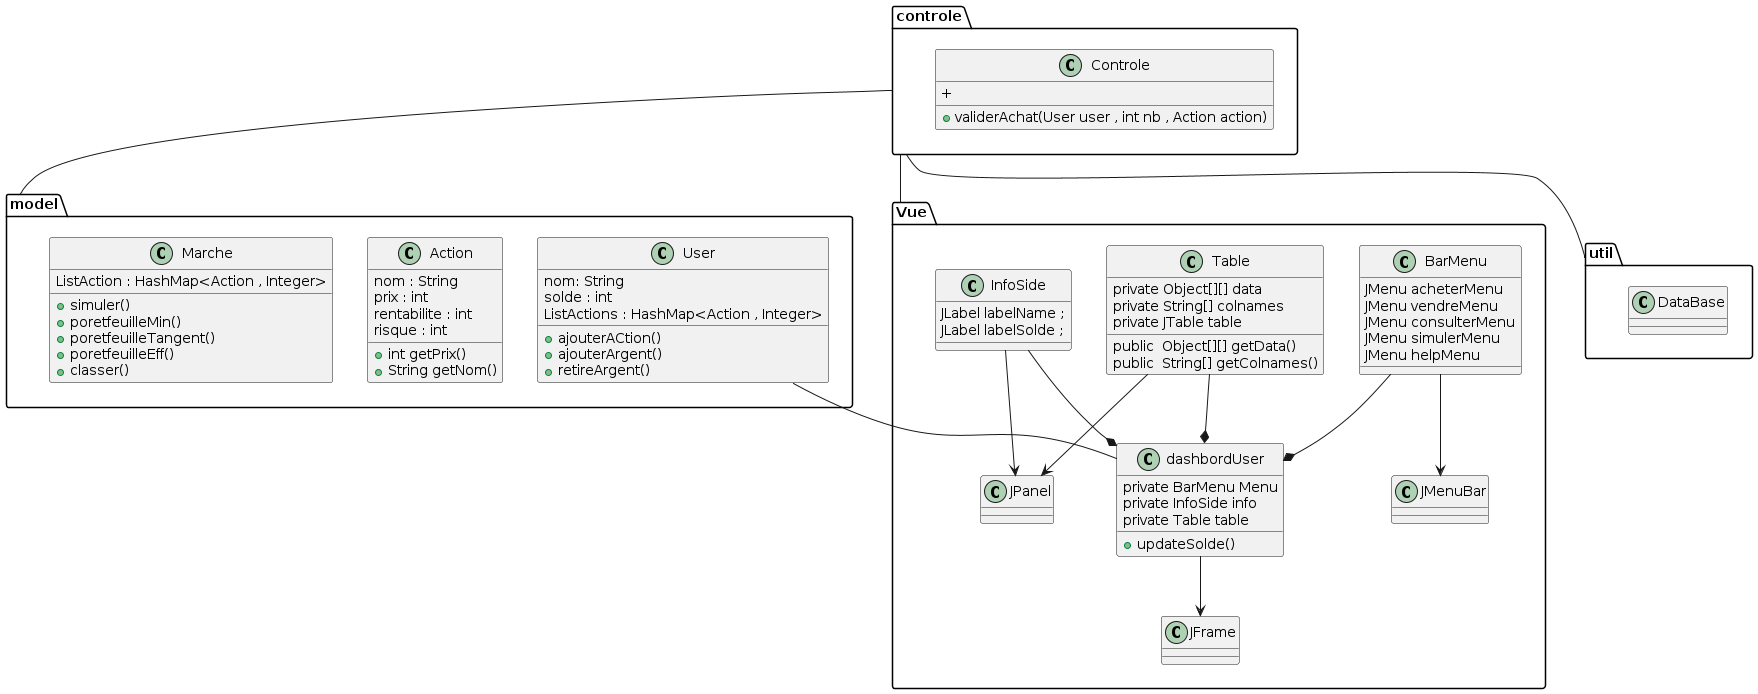 controle
C Controle
+
validerAchat(User user , int nb , Action action)
model
C Marche
ListAction : HashMap<Action , Integer>
simuler()
poretfeuilleMin()
poretfeuilleTangent()
poretfeuilleEff()
classer()
C Action
nom : String
prix : int
rentabilite : int
risque : int
int getPrix()
String getNom()
C User
nom: String
solde : int
ListActions : HashMap<Action , Integer>
ajouterACtion()
ajouterArgent()
retireArgent()
Vue
C InfoSide
JLabel labelName ;
JLabel labelSolde ;
C Table
private Object[][] data
private String[] colnames
private JTable table
public  Object[][] getData()
public  String[] getColnames()
C BarMenu
JMenu acheterMenu
JMenu vendreMenu
JMenu consulterMenu
JMenu simulerMenu
JMenu helpMenu
C JPanel
C dashbordUser
private BarMenu Menu
private InfoSide info
private Table table
updateSolde()
C JMenuBar
C JFrame
util
C DataBase